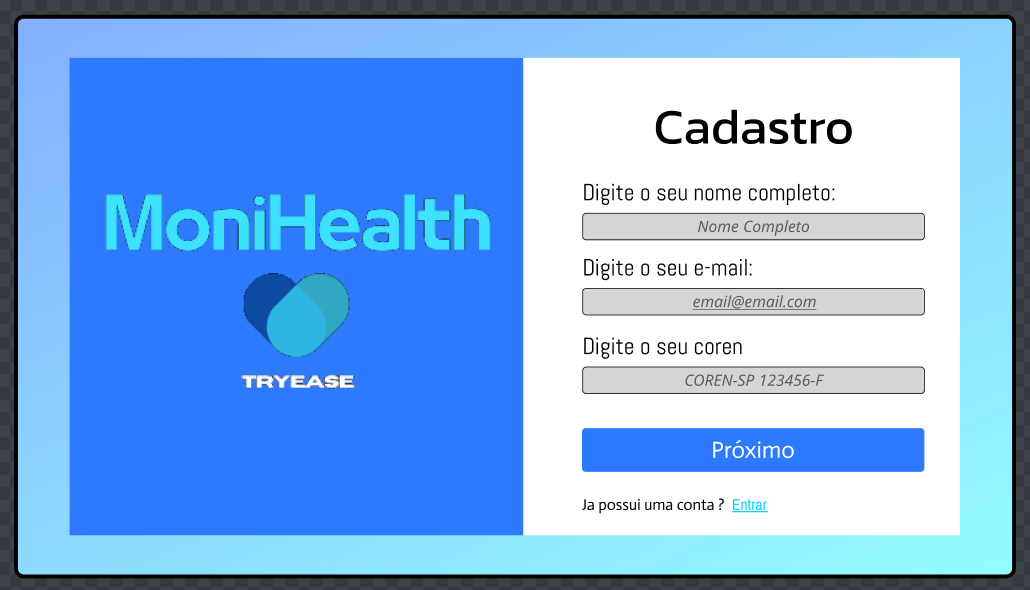 MoniHealth
TRYEASE
Cadastro
Digite o seu nome completo:
Nome Completo
Digite o seu e-mail:
email@email.com
Digite o seu coren
COREN-SP 123456-F
Próximo
Ja possui uma conta ? Entrar